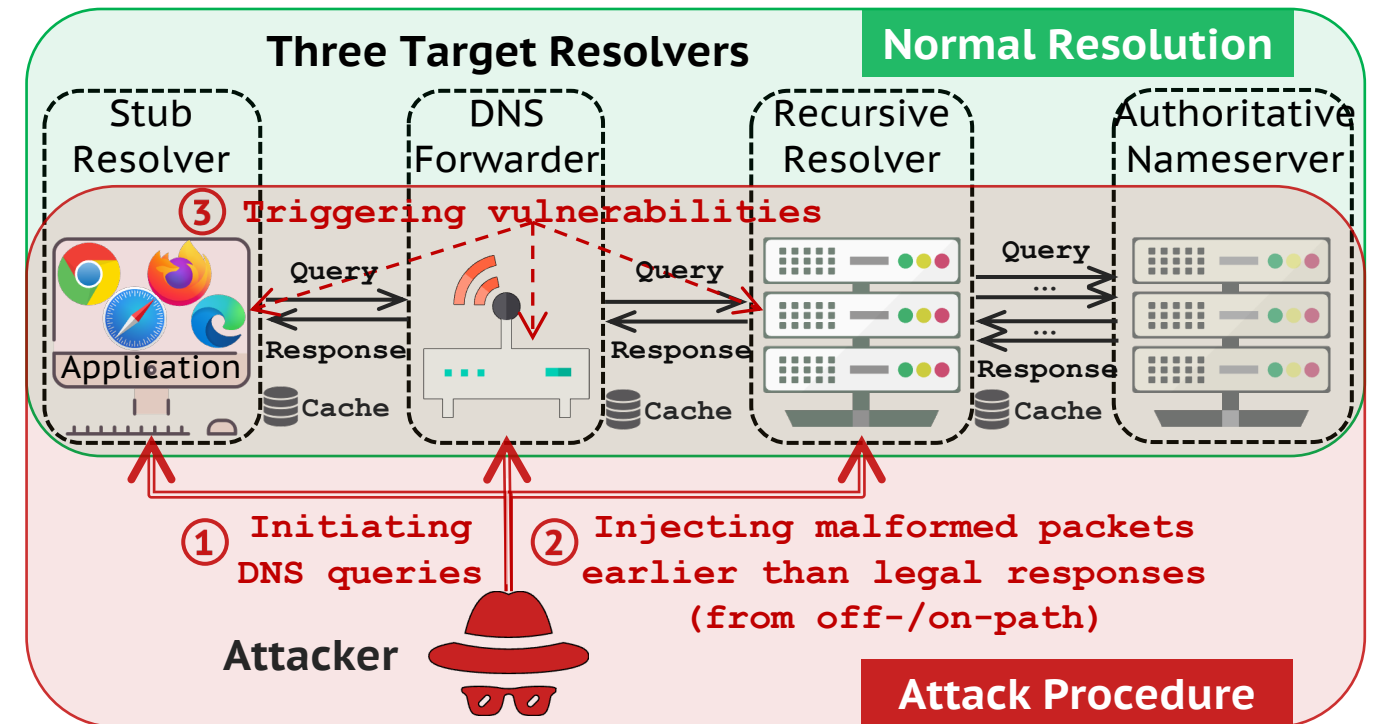 Three Target Resolvers
Normal Resolution
Stub
Resolver
DNS
Forwarder
Recursive
Resolver
Authoritative
Nameserver
③ Triggering vulnerabilities
Query
Query
Query
...
...
Response
Response
Response
Application
Cache
Cache
Cache
① Initiating
DNS queries
② Injecting malformed packets
earlier than legal responses
(from off-/on-path)
Attacker
Attack Procedure